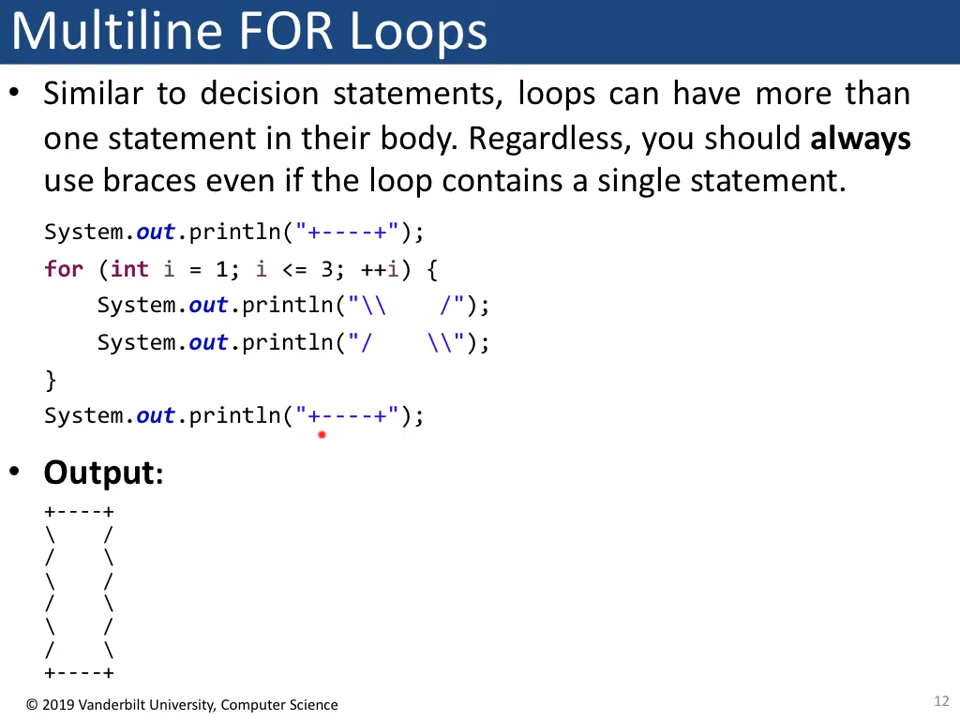 Multiline FOR Loops
• Similar to decision statements, loops can have more than
one statement in their body. Regardless, you should always
use braces even if the loop contains a single statement.
System.out.println("+----+");
for (int i = 1; i <= 3; ++i) {
    System.out.println("\\    /");
    System.out.println("/    \\");
}
System.out.println("+----+");
• Output:
+----+
\    /
/    \
\    /
/    \
\    /
/    \
+----+
© 2019 Vanderbilt University, Computer Science
12